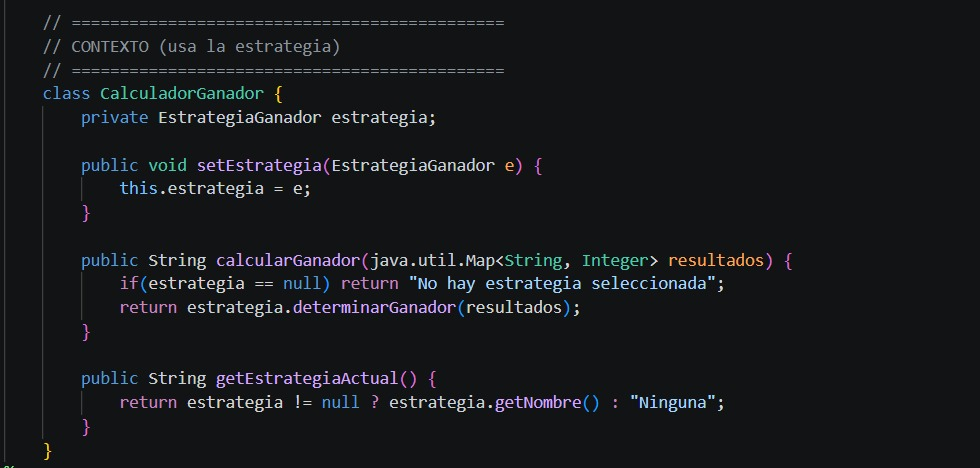 // =============================================
// CONTEXTO (usa la estrategia)
// =============================================
class CalculadorGanador {
    private EstrategiaGanador estrategia;

    public void setEstrategia(EstrategiaGanador e) {
        this.estrategia = e;
    }

    public String calcularGanador(java.util.Map<String, Integer> resultados) {
        if(estrategia == null) return "No hay estrategia seleccionada";
        return estrategia.determinarGanador(resultados);
    }

    public String getEstrategiaActual() {
        return estrategia != null ? estrategia.getNombre() : "Ninguna";
    }
}